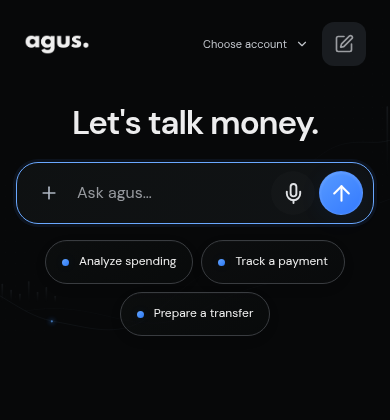 agus.
Choose account
Let's talk money.
Ask agus...
Analyze spending
Track a payment
Prepare a transfer